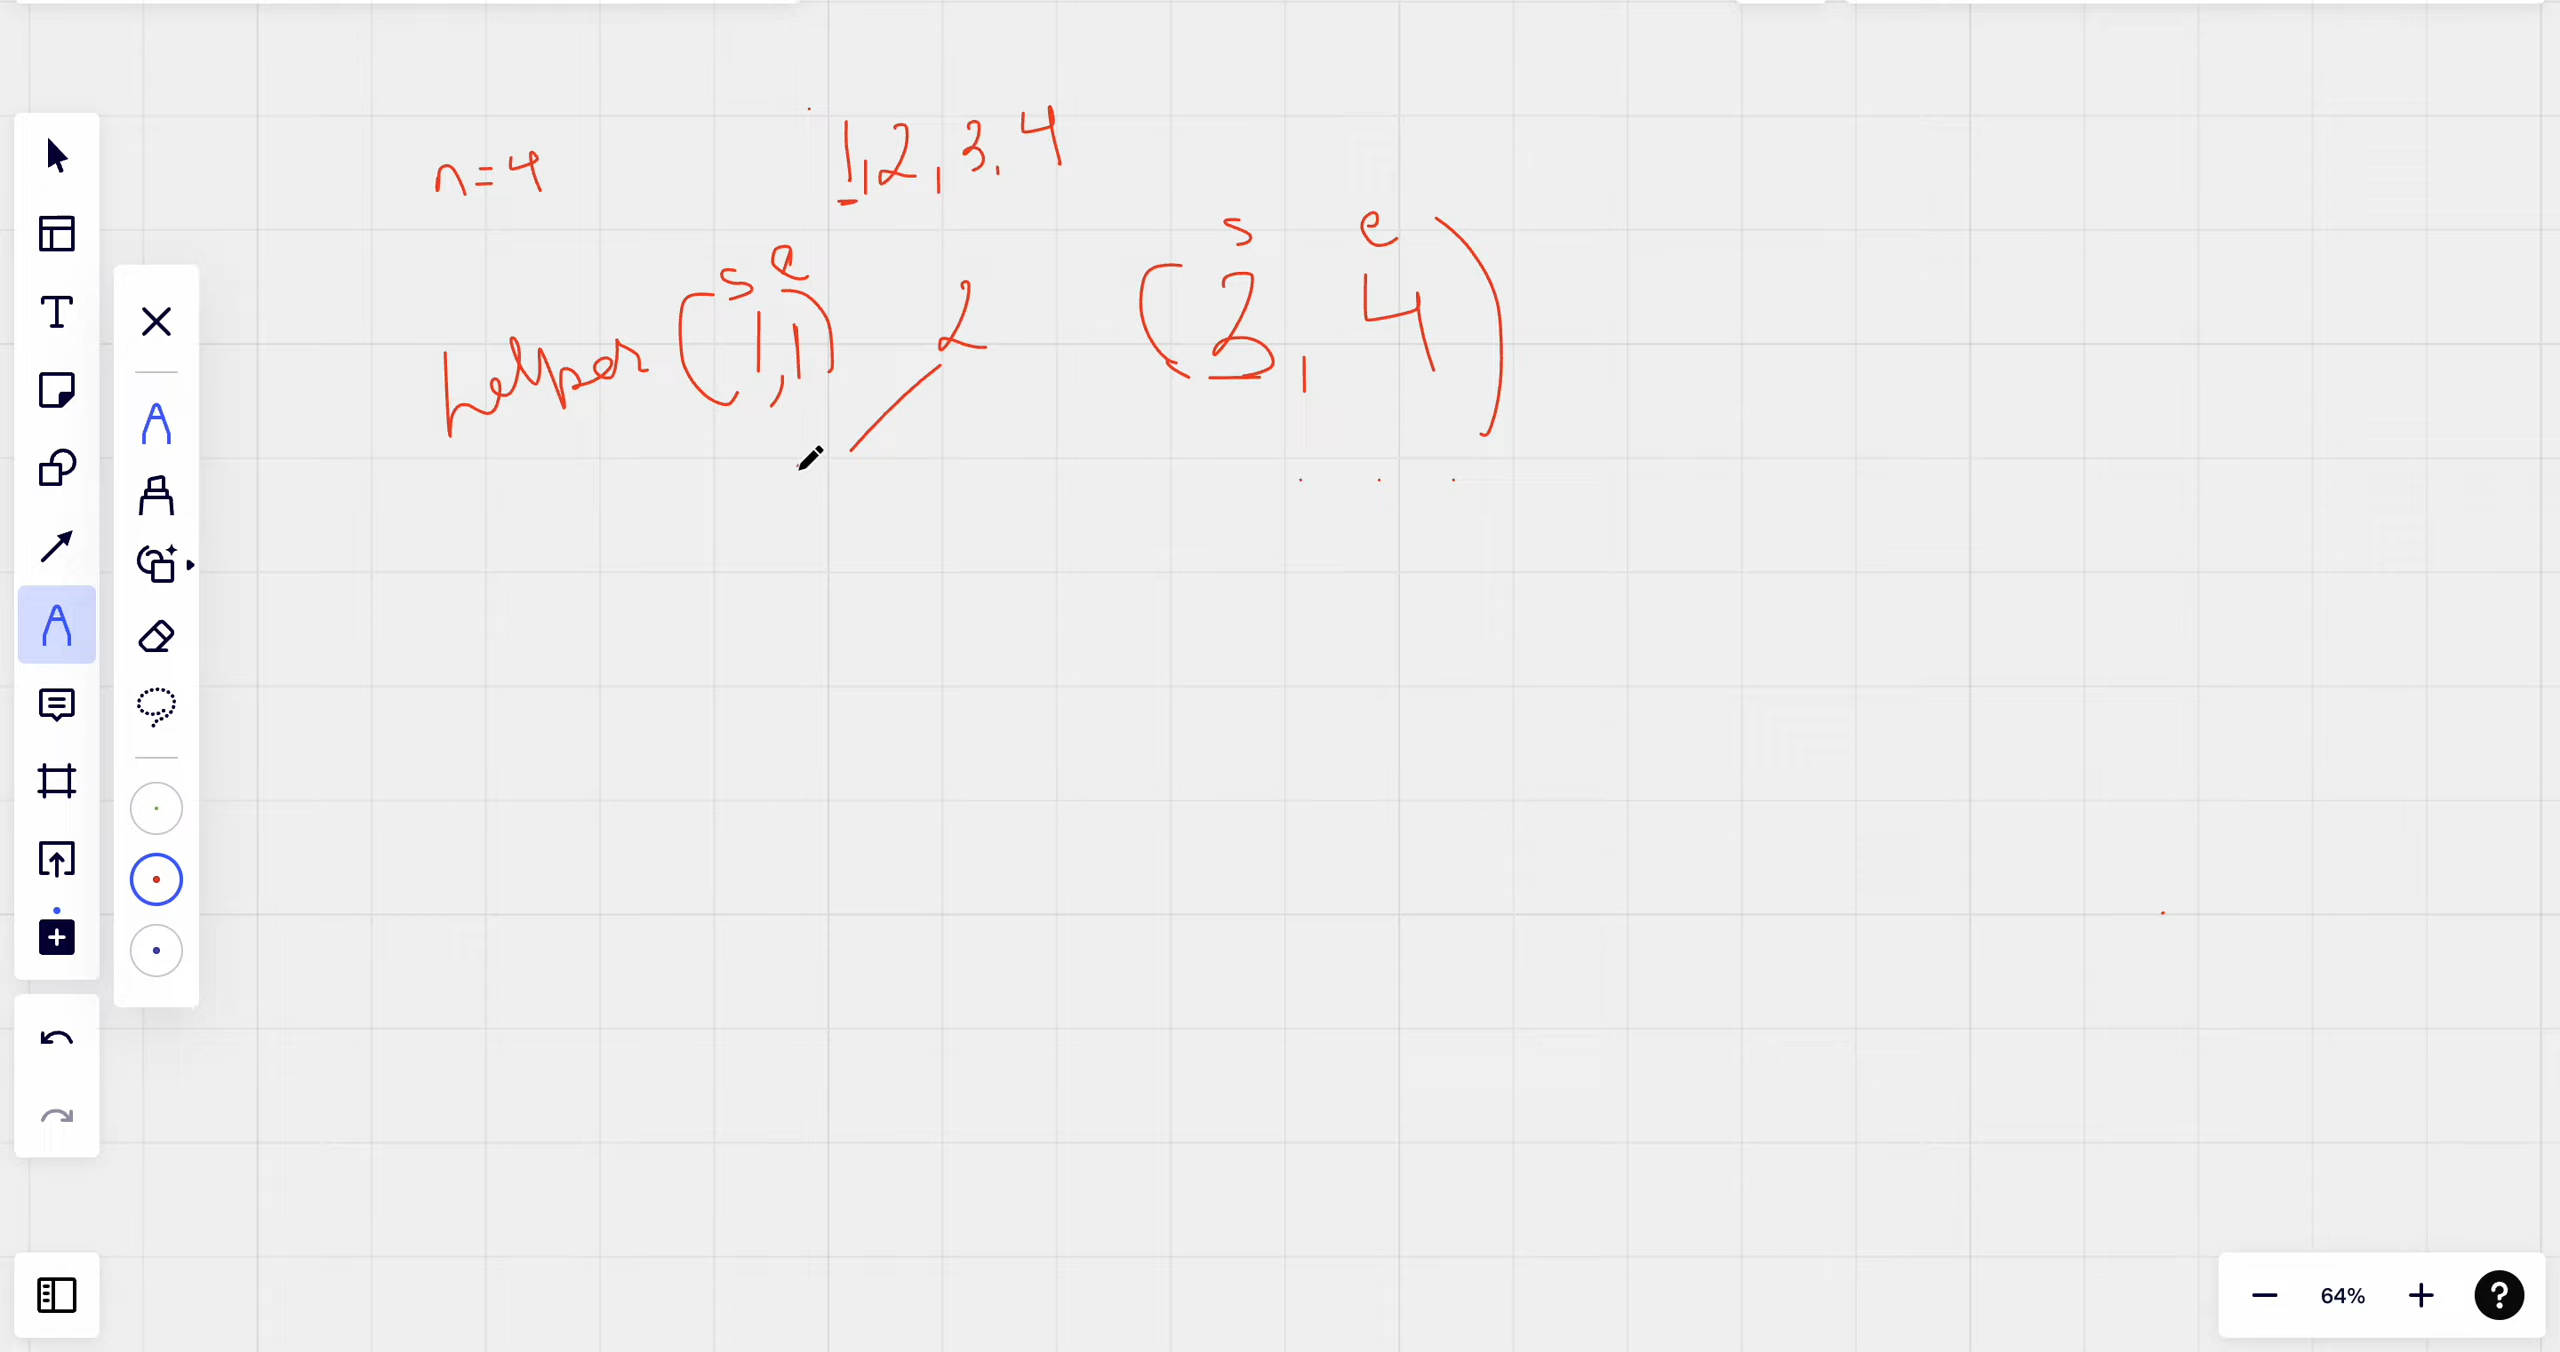 n=4 1,2,3,4
s e s e
helper (1,1) 2 (3, 4)
64%